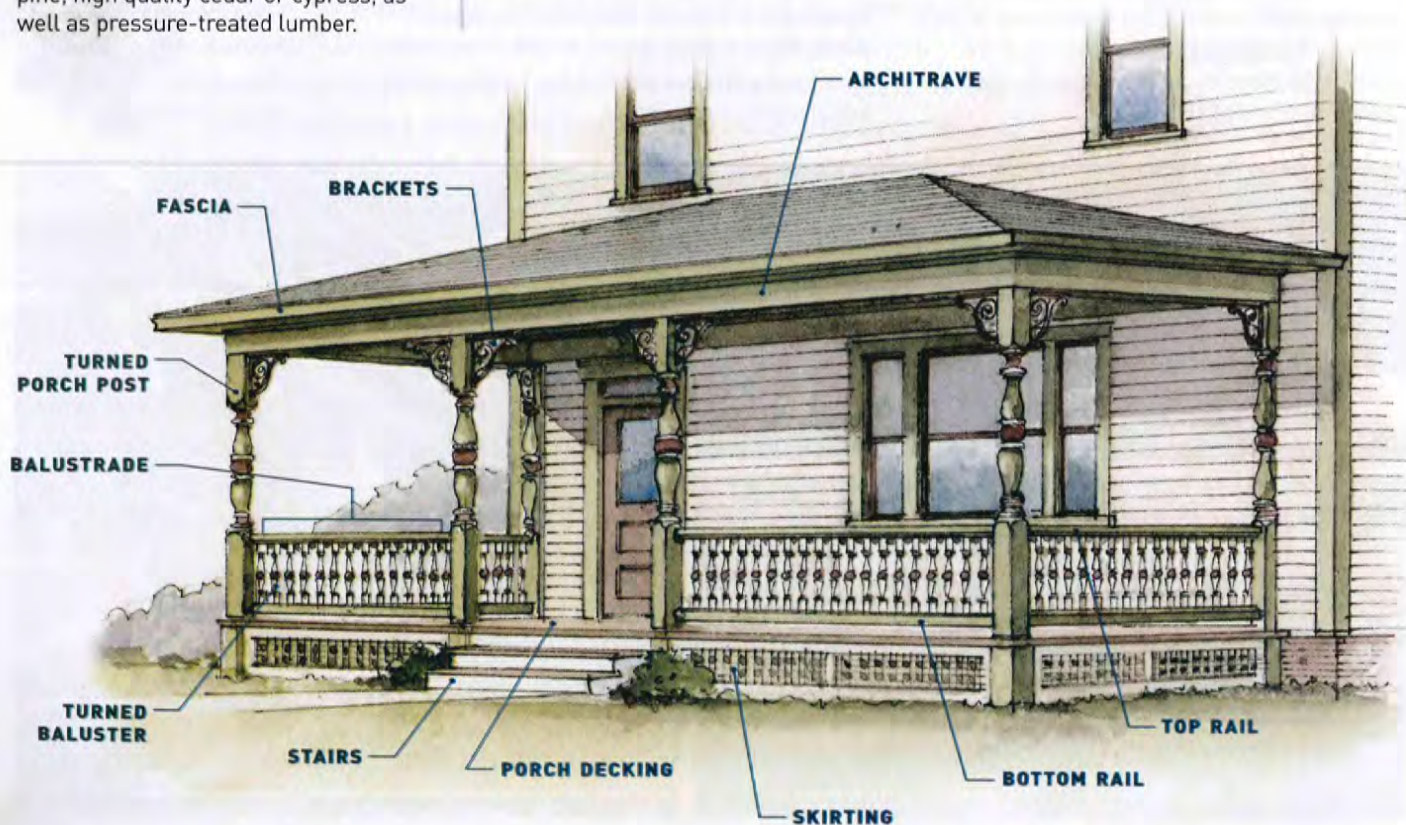 pine, high quality cedar or cypress, as
well as pressure-treated lumber.
ARCHITRAVE
BRACKETS
FASCIA
TURNED
PORCH POST
BALUSTRADE
TURNED
BALUSTER
STAIRS
PORCH DECKING
TOP RAIL
BOTTOM RAIL
SKIRTING